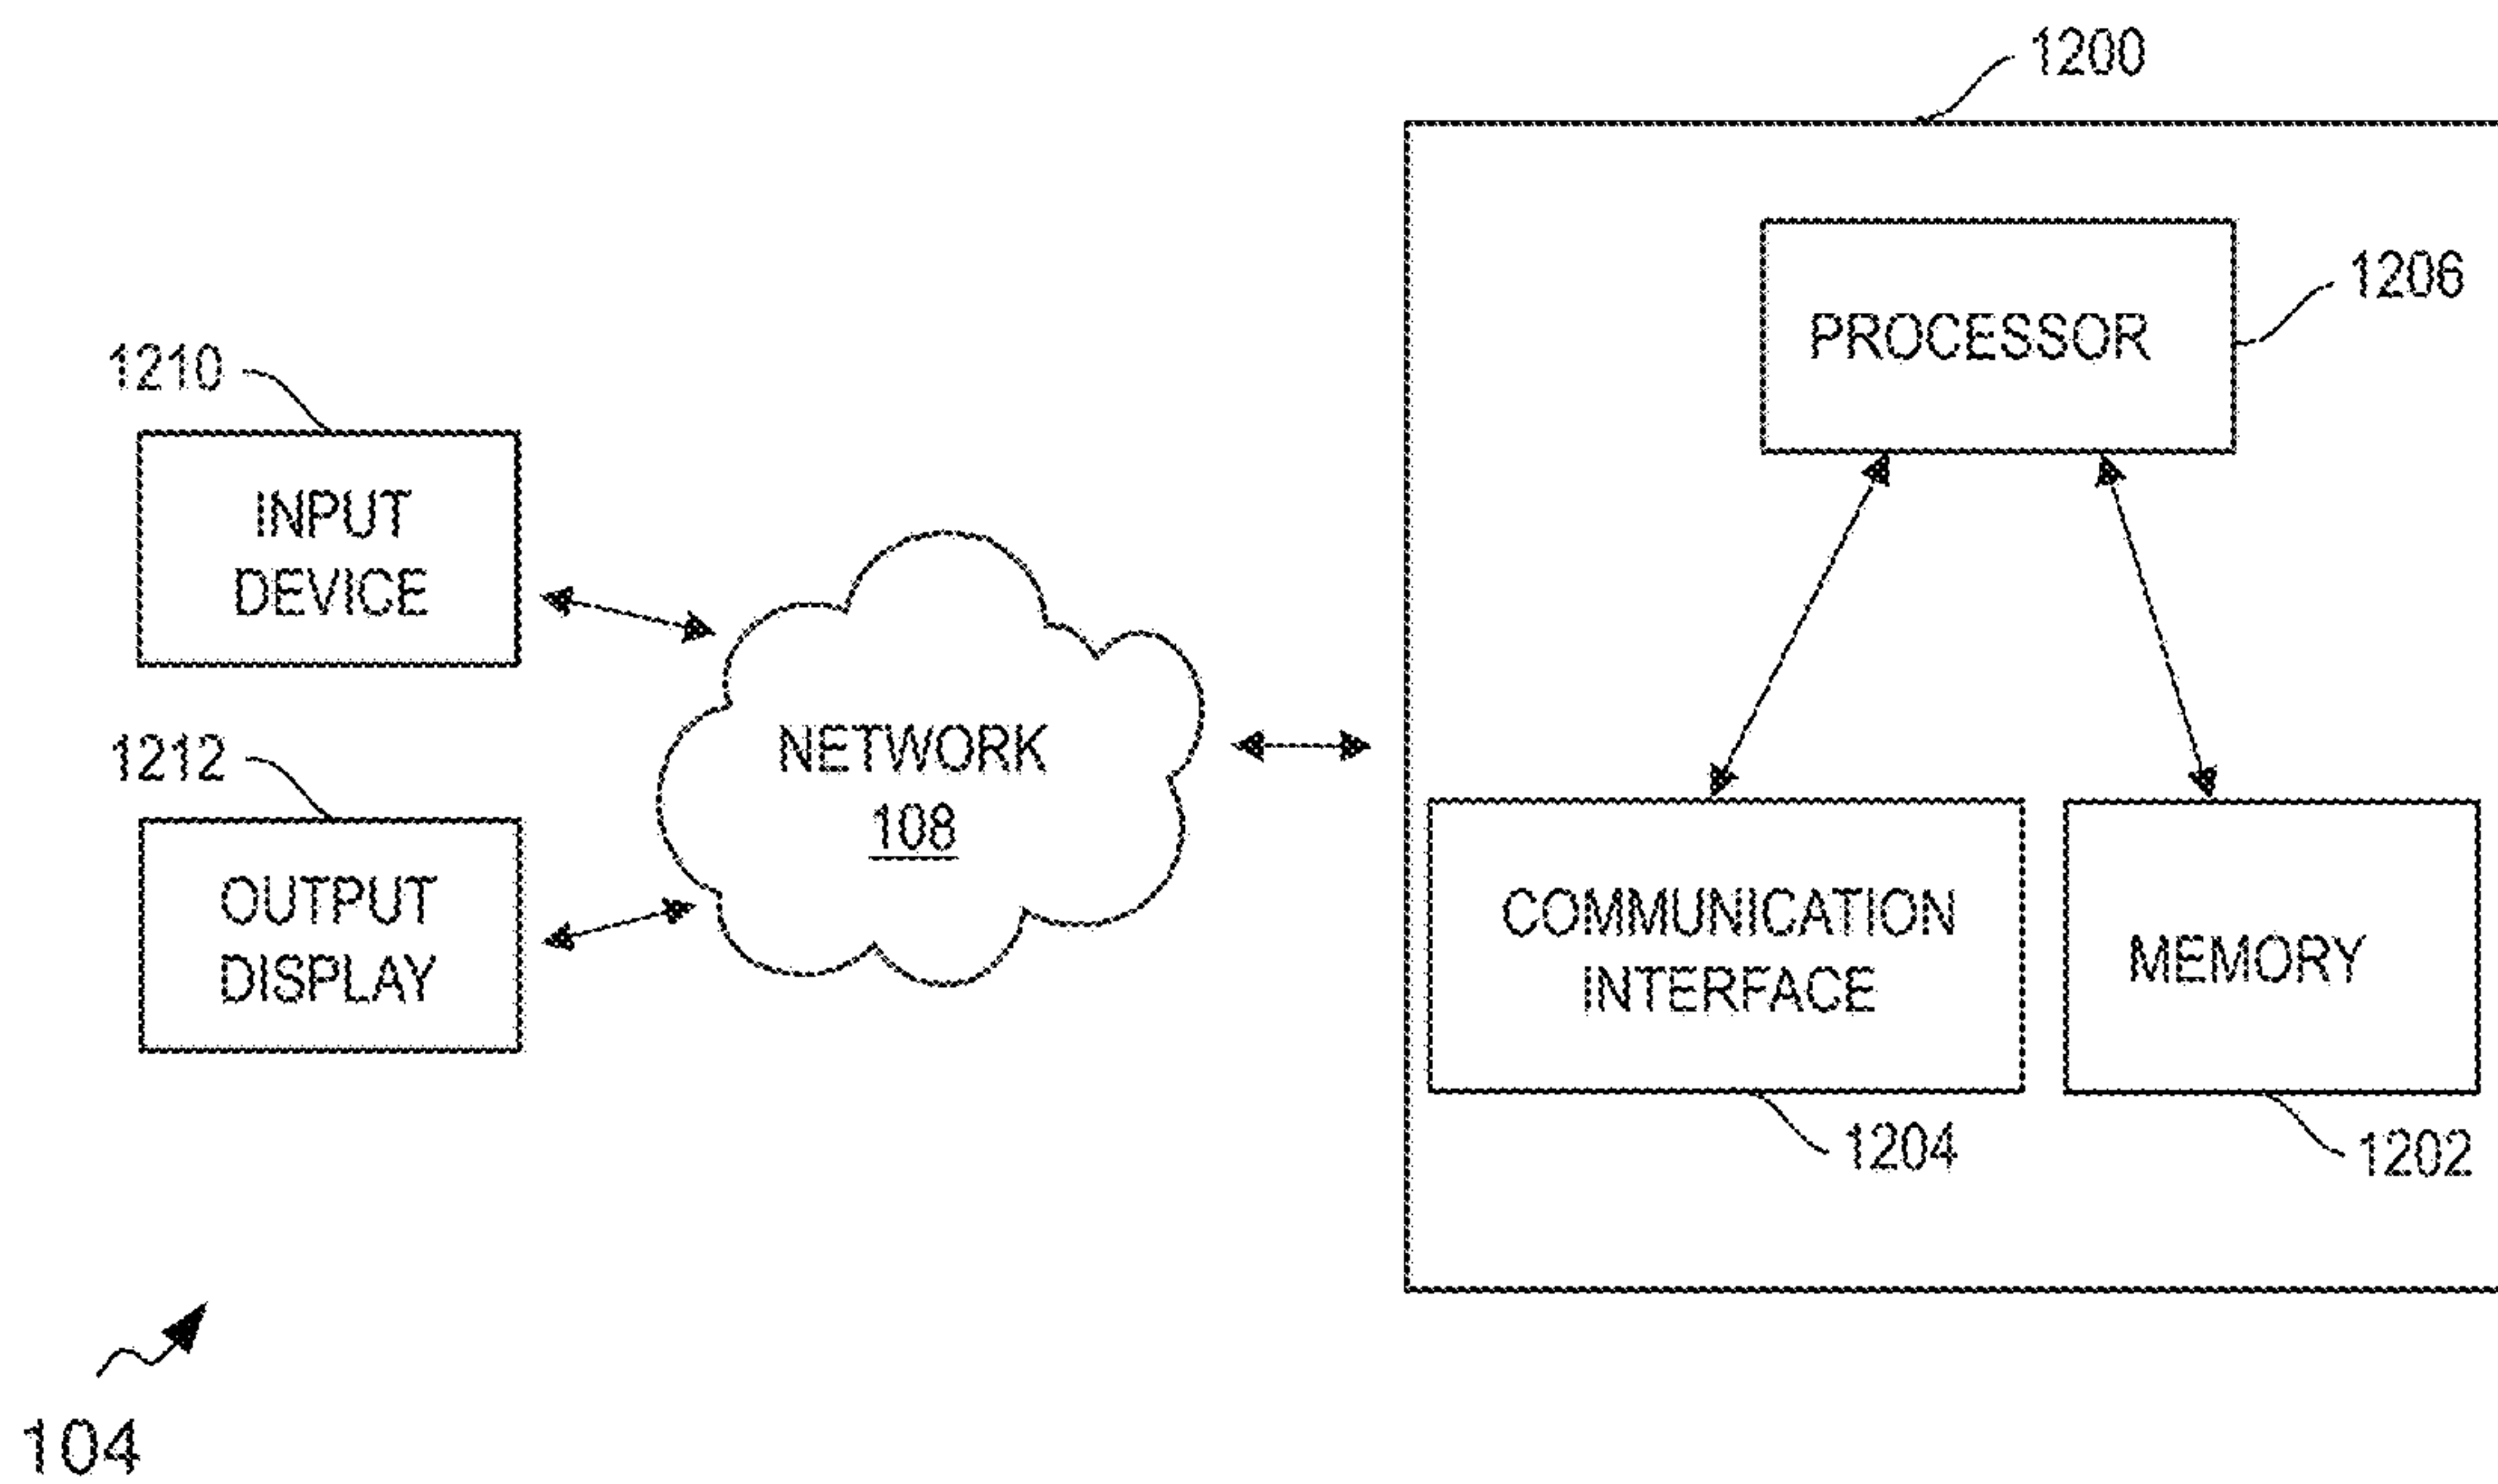 1200
PROCESSOR
1206
1210
INPUT
DEVICE
NETWORK
108
1212
OUTPUT
DISPLAY
COMMUNICATION
INTERFACE
MEMORY
1204
1202
104